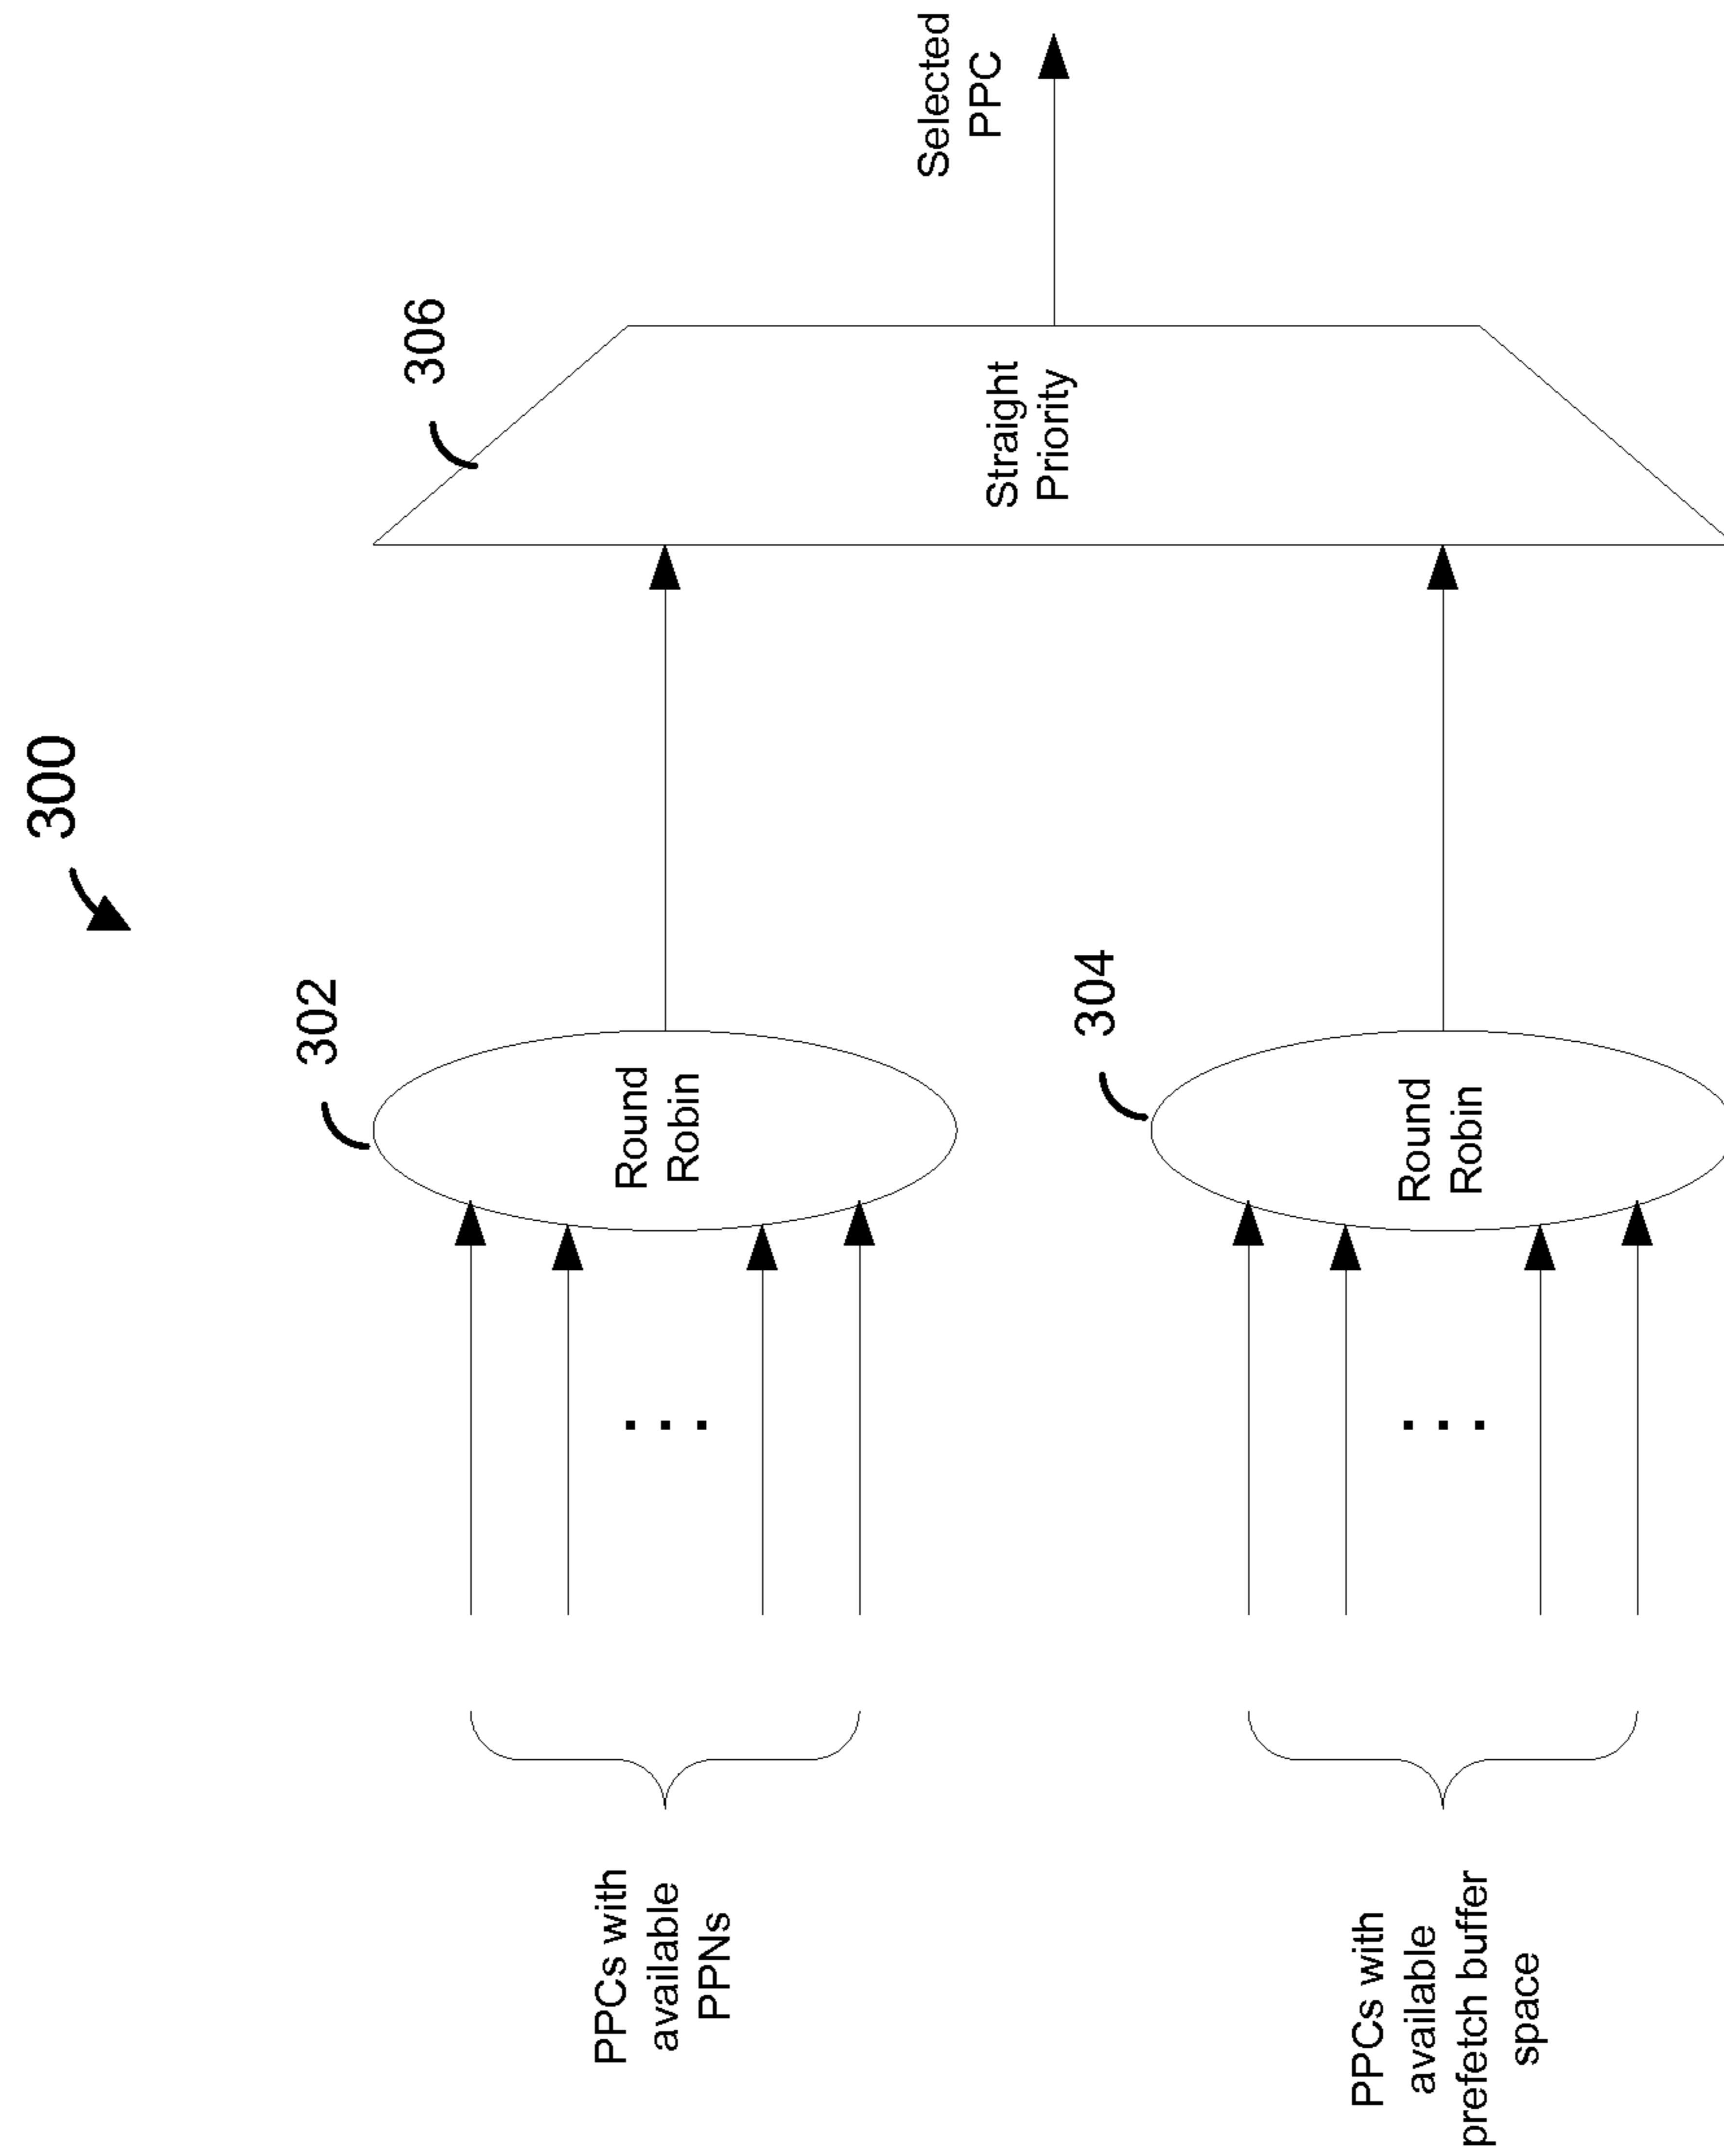 300
302
304
306
PPCs with
available
PPNs
PPCs with
available
prefetch buffer
space
Round
Robin
Round
Robin
Straight
Priority
Selected
PPC